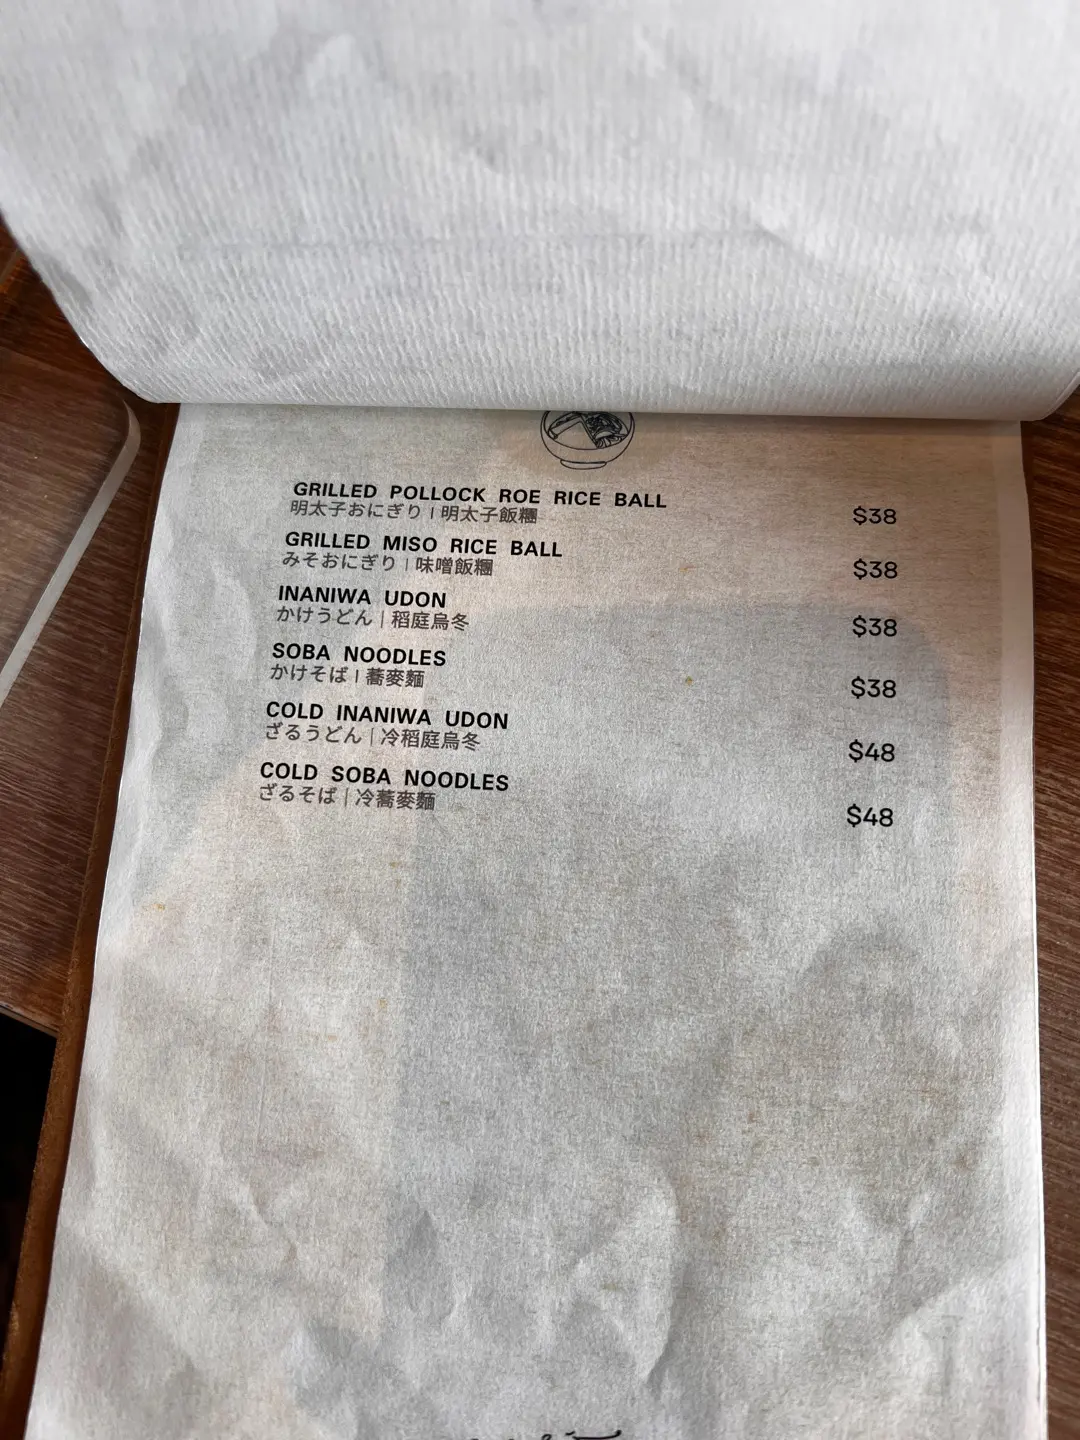 GRILLED POLLOCK ROE RICE BALL
明太子おにぎり | 明太子飯糰
$38
GRILLED MISO RICE BALL
みそおにぎり | 味噌飯糰
$38
INANIWA UDON
かけうどん | 稻庭烏冬
$38
SOBA NOODLES
かけそば | 蕎麥麵
$38
COLD INANIWA UDON
ざるうどん | 冷稻庭烏冬
$48
COLD SOBA NOODLES
ざるそば | 冷蕎麥麵
$48